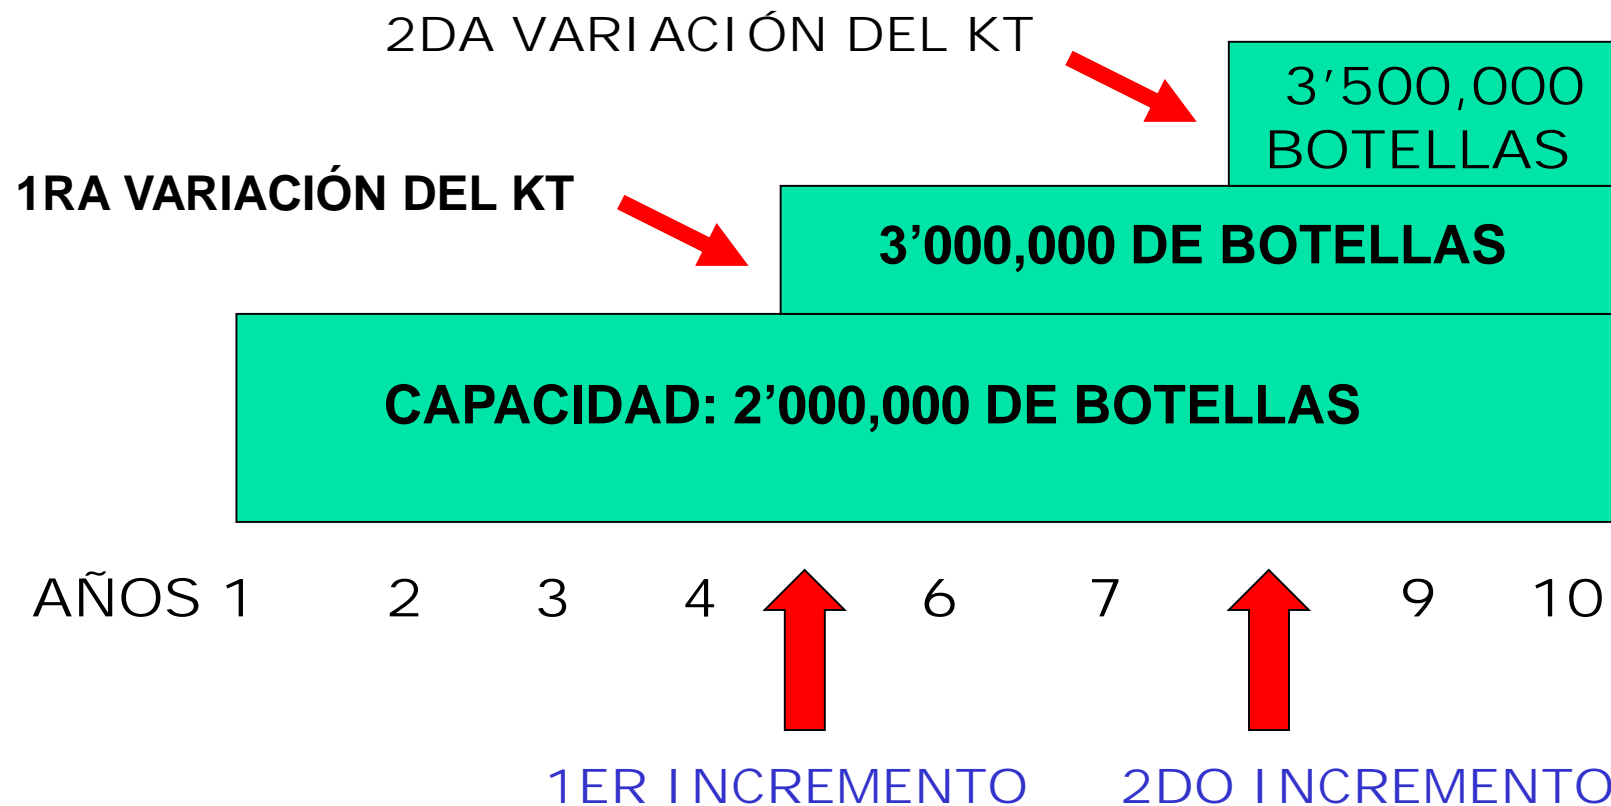 2DA VARIACIÓN DEL KT
3’500,000
BOTELLAS
1RA VARIACIÓN DEL KT
3’000,000 DE BOTELLAS
CAPACIDAD: 2’000,000 DE BOTELLAS
AÑOS 1 2 3 4 6 7 9 10
1ER INCREMENTO 2DO INCREMENTO